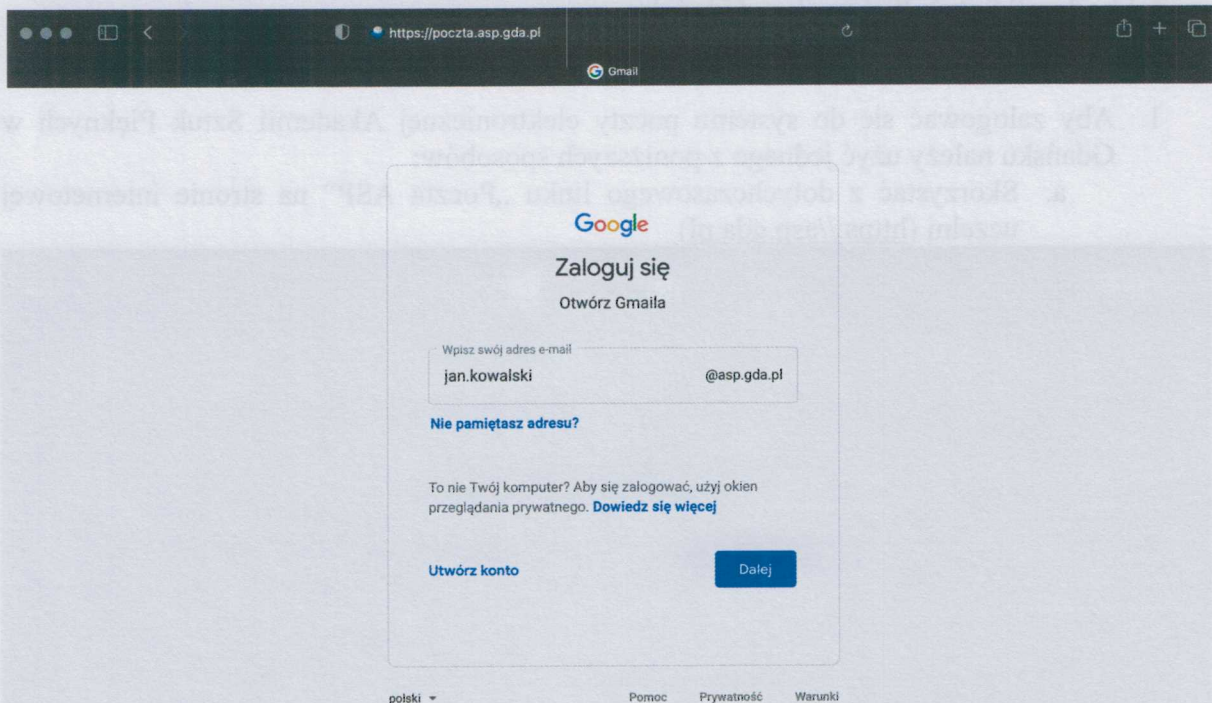 https://poczta.asp.gda.pl
Gmail
1. Aby zalogować się do systemu poczty elektronicznej Akademii Sztuk Pięknych w
Gdańsku należy użyć jednego z poniższych sposobów:
a. Skorzystać z dotychczasowego linku „Poczta ASP” na stronie internetowej
uczelni (https://asp.gda.pl)
Google
Zaloguj się
Otwórz Gmaila
Wpisz swój adres e-mail
jan.kowalski @asp.gda.pl
Nie pamiętasz adresu?
To nie Twój komputer? Aby się zalogować, użyj okien
przeglądania prywatnego. Dowiedz się więcej
Utwórz konto Dalej
polski Pomoc Prywatność Warunki